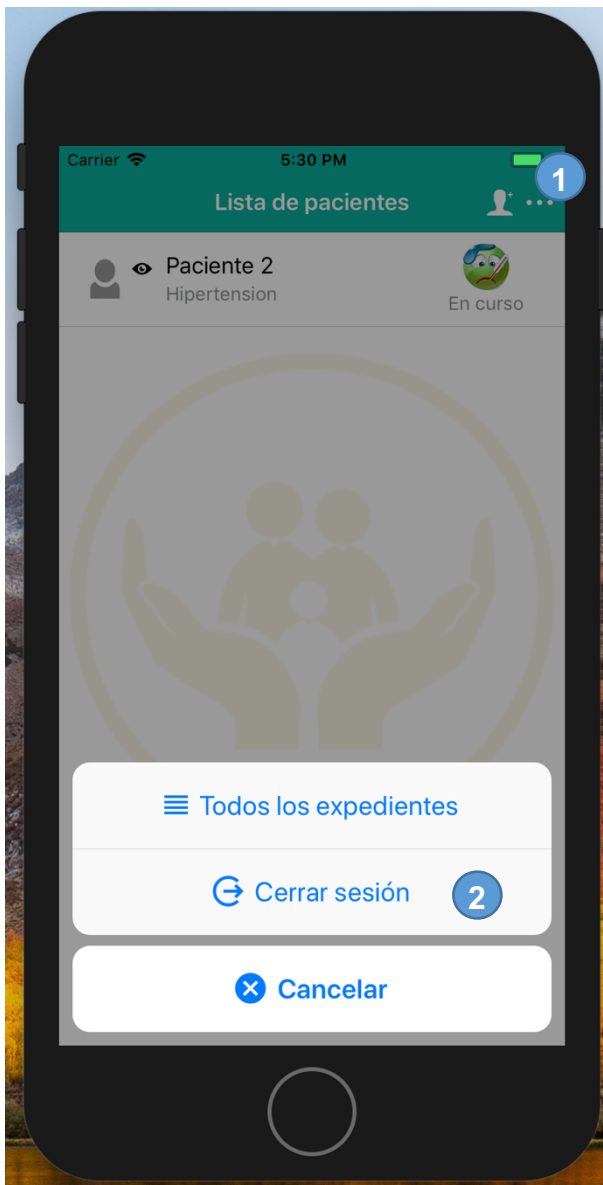 Carrier 5:30 PM
1
Lista de pacientes
Paciente 2
Hipertension
En curso
Todos los expedientes
Cerrar sesión
2
Cancelar